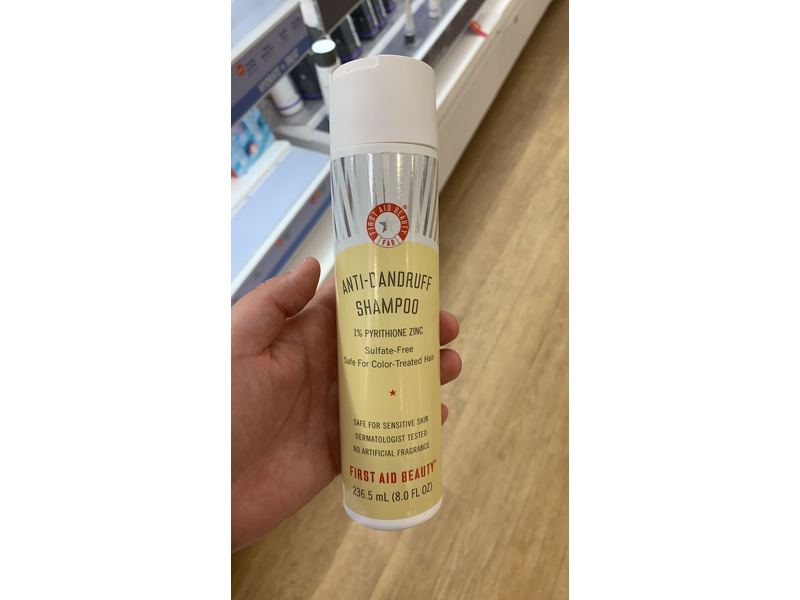 FIRST AID BEAUTY
FAB
ANTI-DANDRUFF
SHAMPOO
1% PYRITHIONE ZINC
Sulfate-Free
Safe For Color-Treated Hair
SAFE FOR SENSITIVE SKIN
DERMATOLOGIST TESTED
NO ARTIFICIAL FRAGRANCE
FIRST AID BEAUTY®
236.5 mL (8.0 FL OZ)